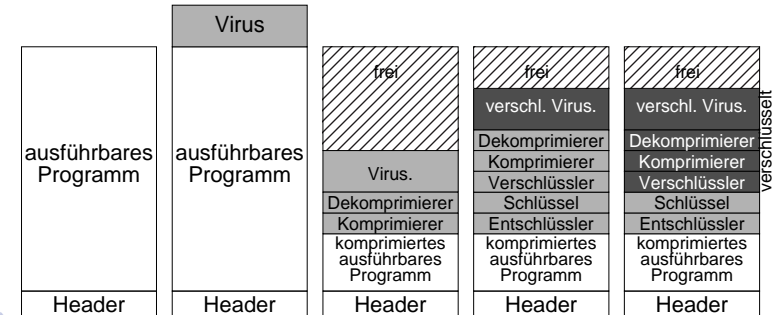 ausführbares
Programm
Header
Virus
ausführbares
Programm
Header
frei
Virus.
Dekomprimierer
Komprimierer
komprimiertes
ausführbares
Programm
Header
frei
verschl. Virus.
Dekomprimierer
Komprimierer
Verschlüssler
Schlüssel
Entschlüssler
komprimiertes
ausführbares
Programm
Header
frei
verschl. Virus.
Dekomprimierer
Komprimierer
Verschlüssler
Schlüssel
Entschlüssler
komprimiertes
ausführbares
Programm
Header
verschlüsselt